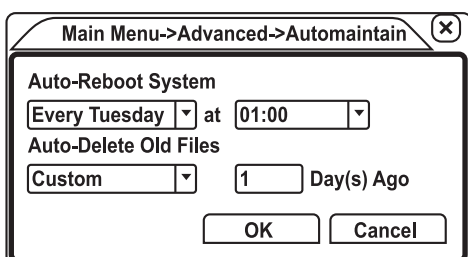 Main Menu->Advanced->Automaintain
Auto-Reboot System
Every Tuesday at 01:00
Auto-Delete Old Files
Custom 1 Day(s) Ago
OK Cancel